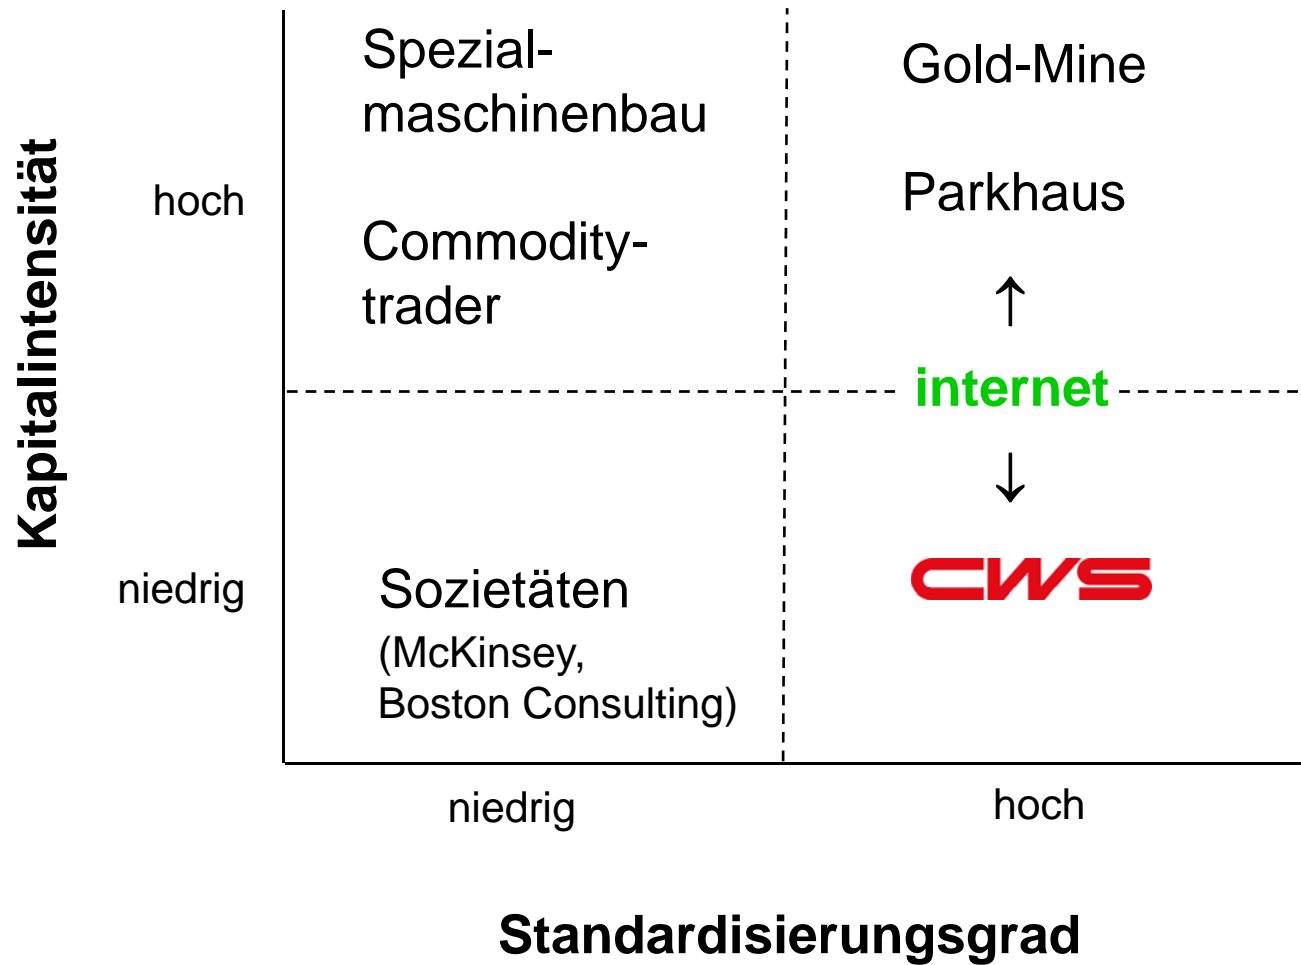 Kapitalintensität
hoch
niedrig
Spezial-
maschinenbau
Commodity-
trader
Gold-Mine
Parkhaus
↑
internet
↓
CWS
Sozietäten
(McKinsey,
Boston Consulting)
niedrig
hoch
Standardisierungsgrad